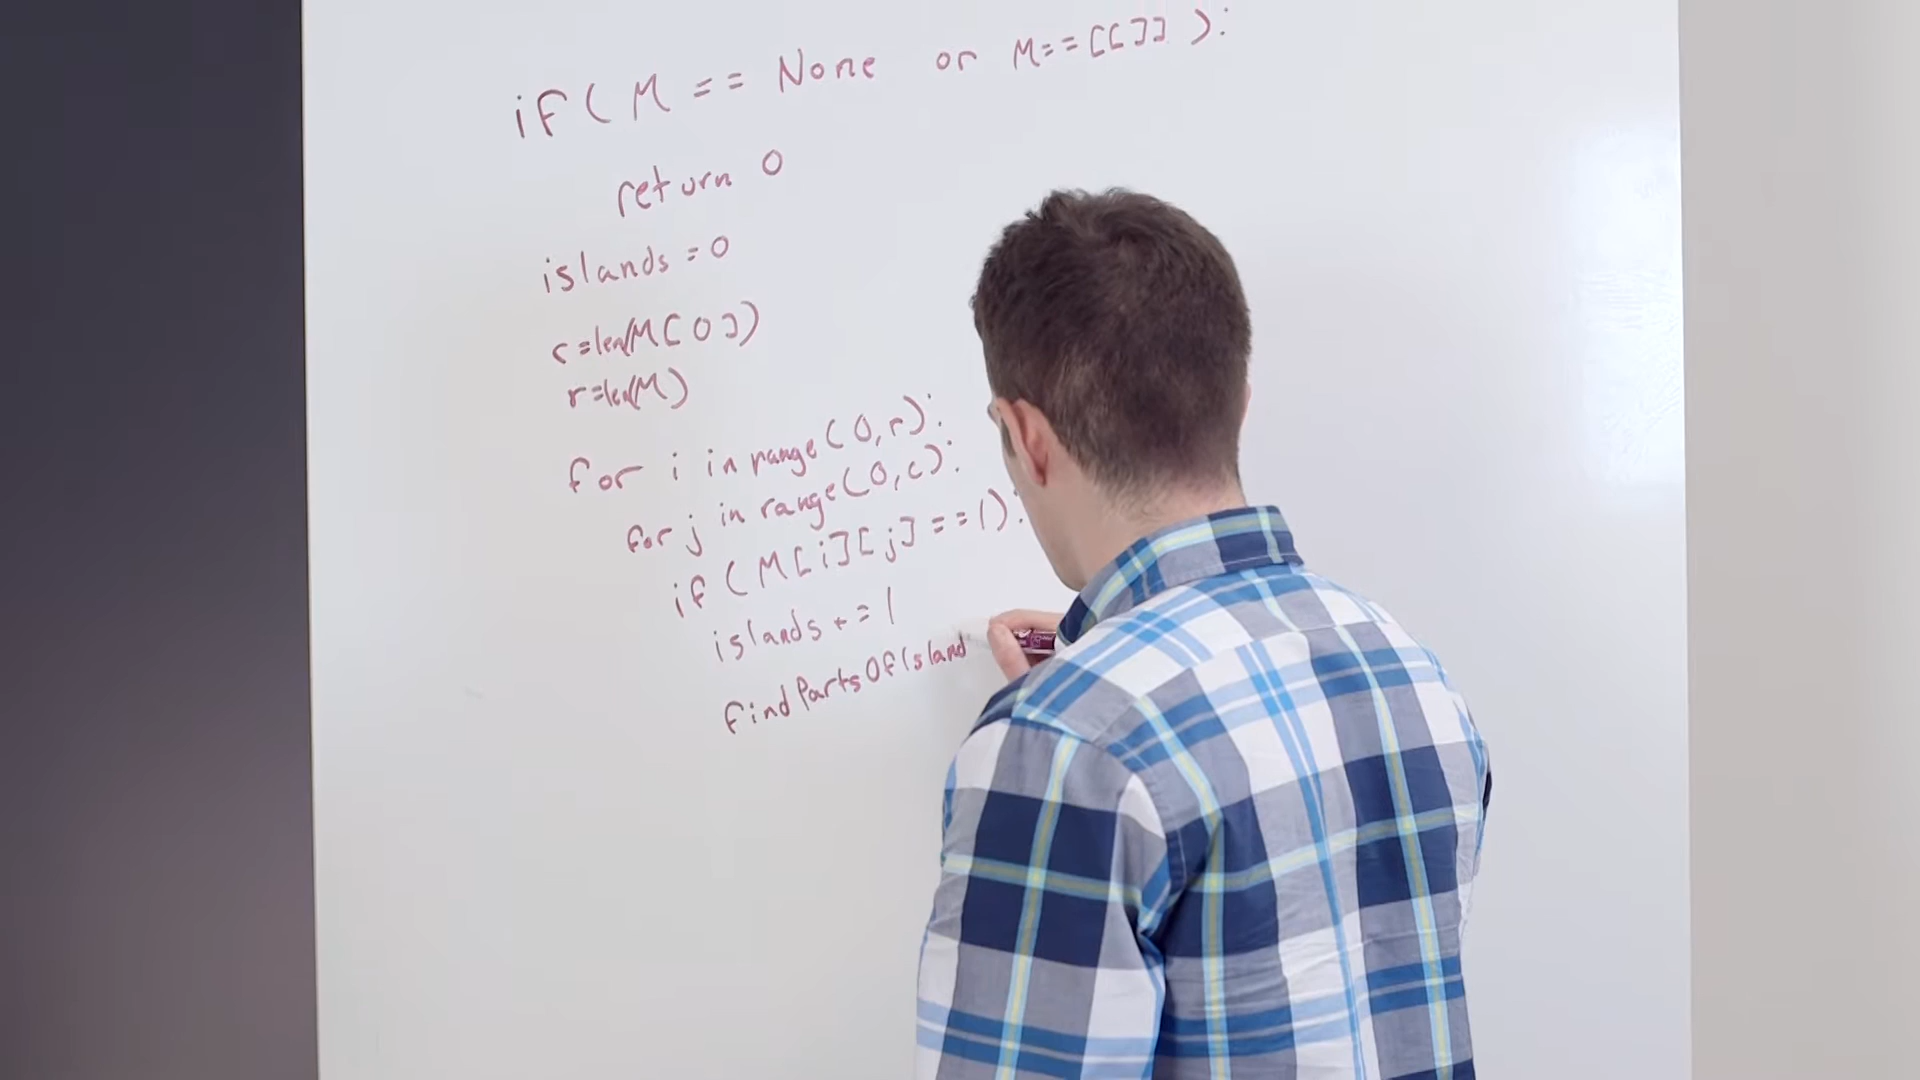 if ( M == None or M == [[]] ):
return 0
islands = 0
c = len(M[0])
r = len(M)
for i in range(0,r):
for j in range(0,c):
if (M[i][j] == 1):
islands += 1
findPartsOfIsland